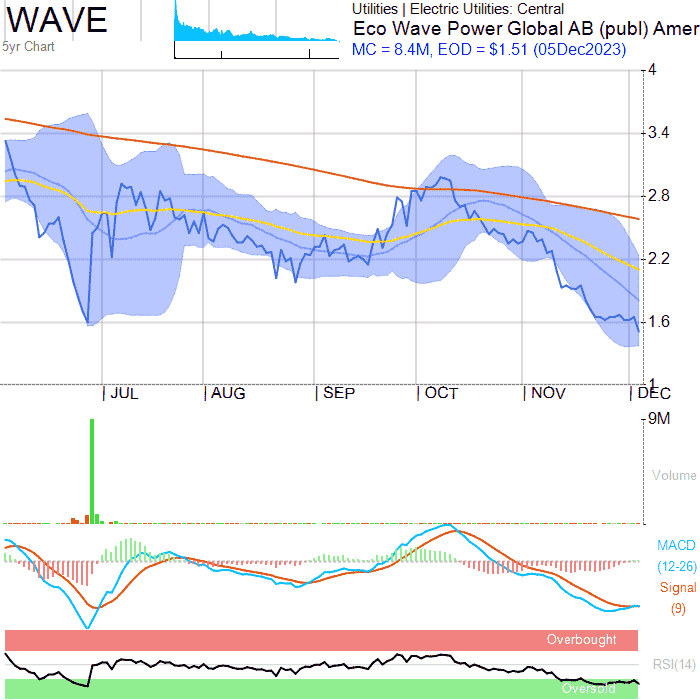 WAVE
5yr Chart
Utilities | Electric Utilities: Central
Eco Wave Power Global AB (publ) Amer
MC = 8.4M, EOD = $1.51 (05Dec2023)
4
3.4
2.8
2.2
1.6
1
JUL AUG SEP OCT NOV DEC
9M
Volume
MACD
(12-26)
Signal
(9)
Overbought
RSI(14)
Oversold